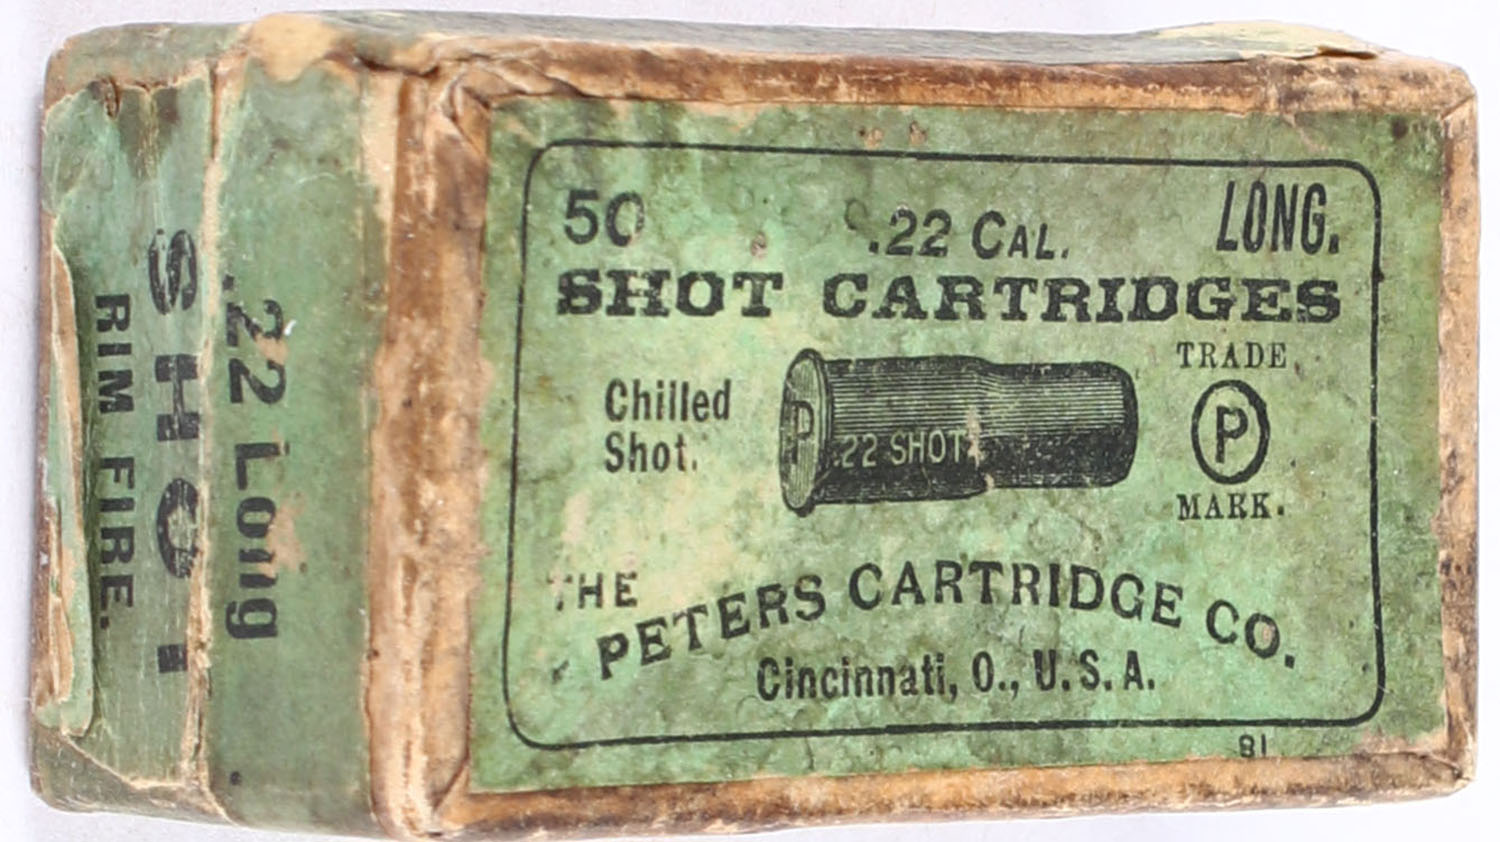 50 .22 CAL. LONG.
SHOT CARTRIDGES
Chilled
Shot.
P
.22 SHOT
TRADE
P
MARK.
THE
PETERS CARTRIDGE CO.
Cincinnati, O., U.S.A.
81
.22 Long
SHOT
RIM FIRE.